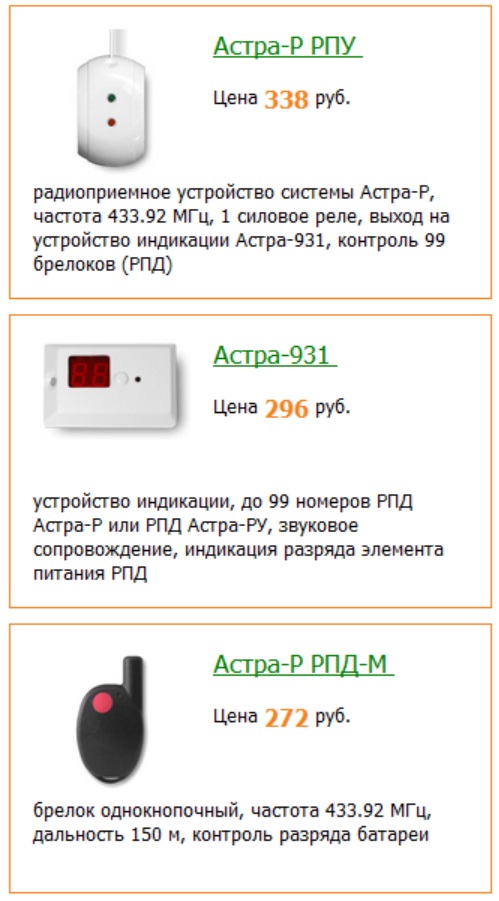 Астра-Р РПУ
Цена 338 руб.
радиоприемное устройство системы Астра-Р,
частота 433.92 МГц, 1 силовое реле, выход на
устройство индикации Астра-931, контроль 99
брелоков (РПД)
Астра-931
Цена 296 руб.
88
устройство индикации, до 99 номеров РПД
Астра-Р или РПД Астра-РУ, звуковое
сопровождение, индикация разряда элемента
питания РПД
Астра-Р РПД-М
Цена 272 руб.
брелок однокнопочный, частота 433.92 МГц,
дальность 150 м, контроль разряда батареи